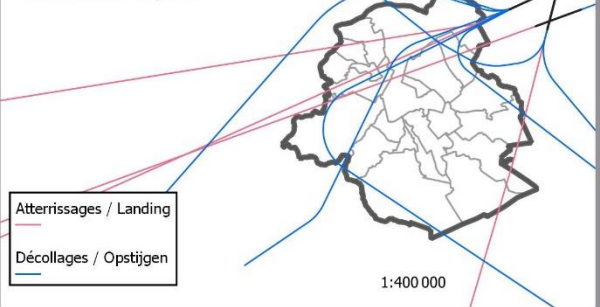 Atterrissages / Landing
Décollages / Opstijgen
1:400 000